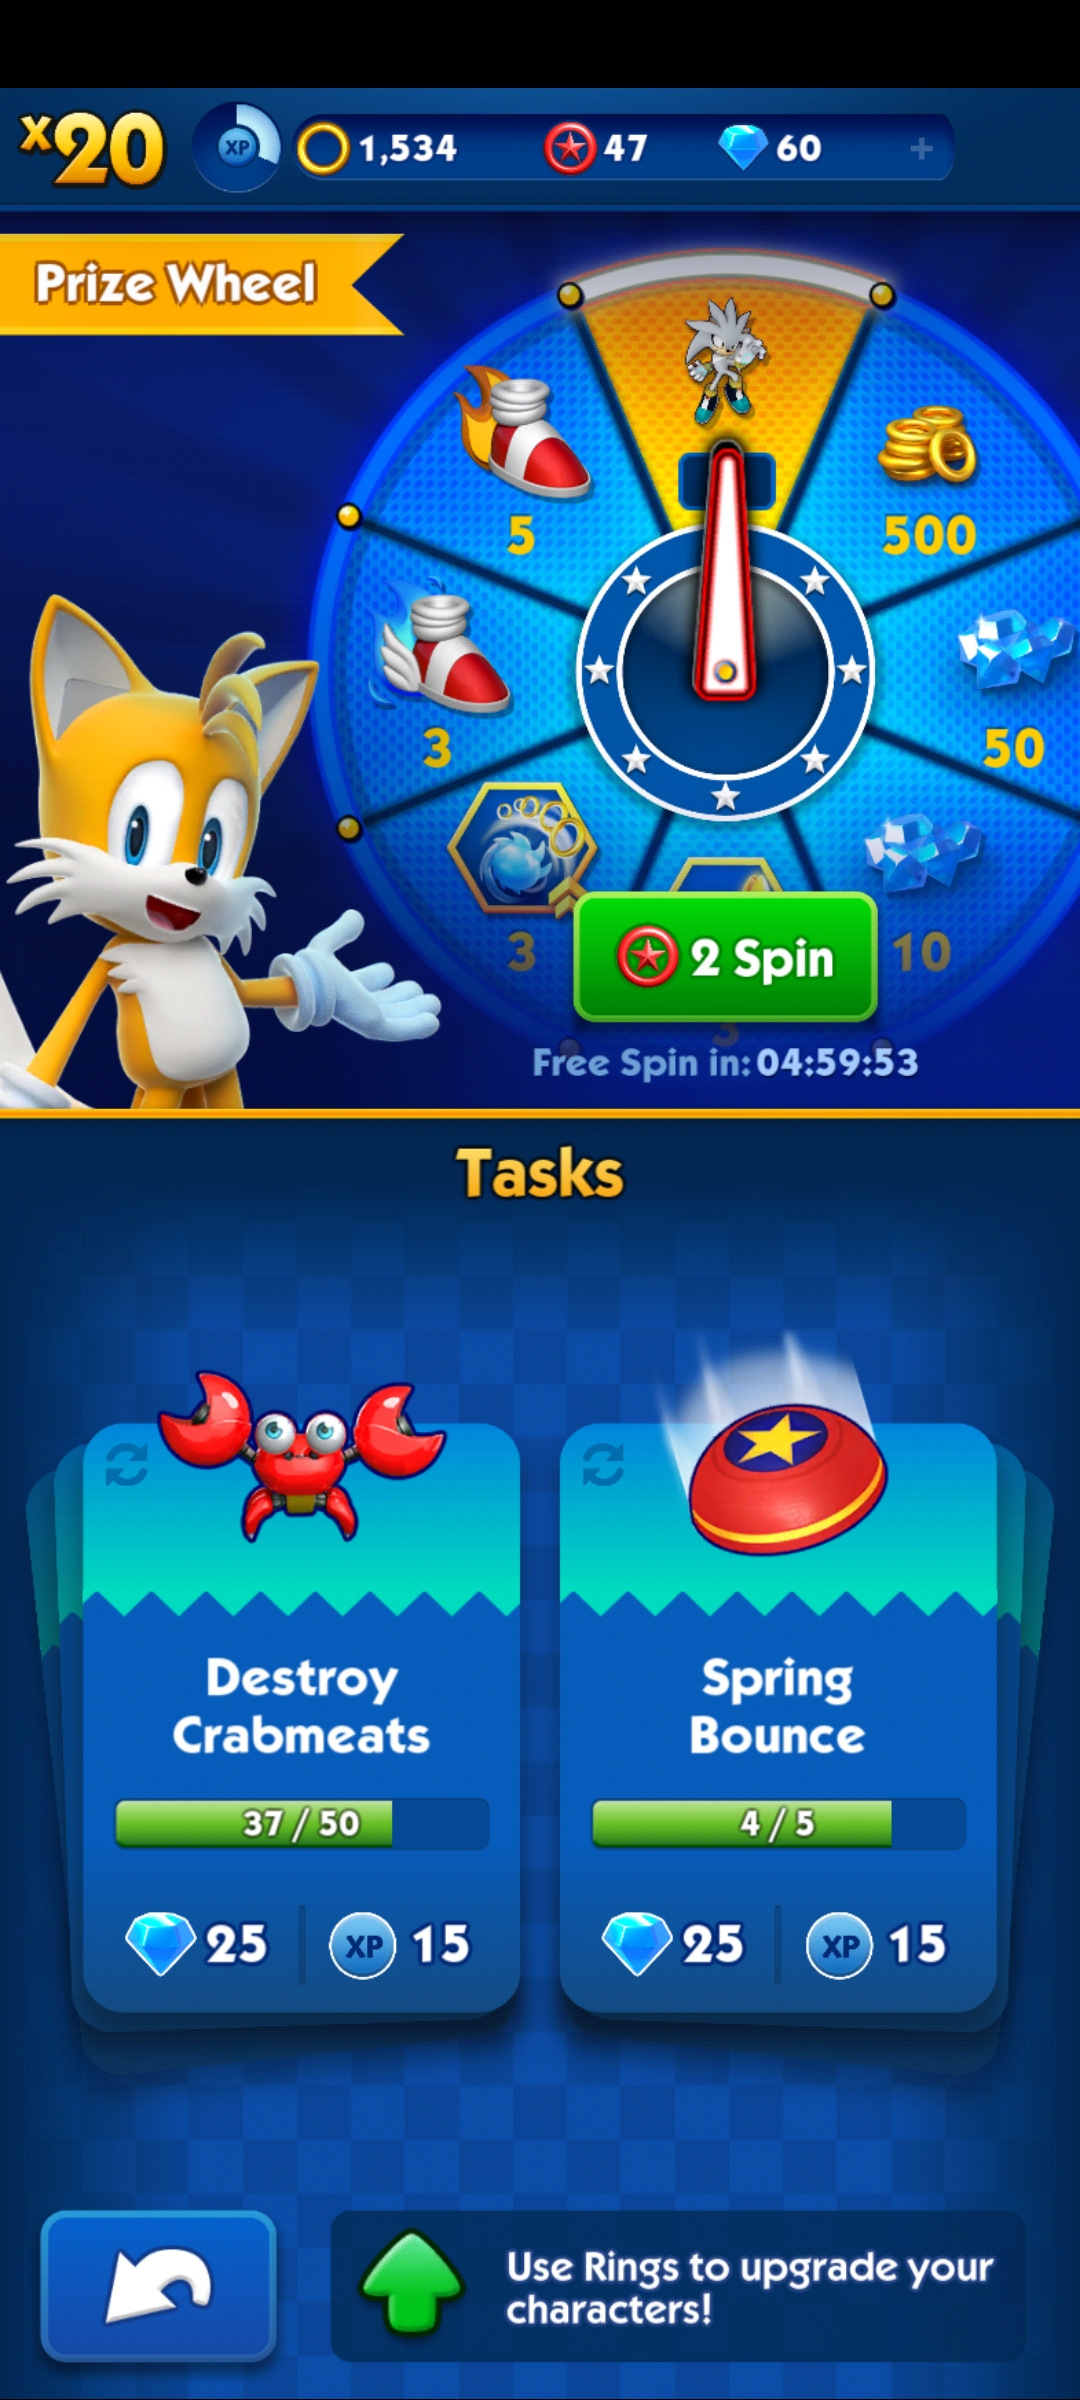 x20
XP
1,534
47
60
Prize Wheel
5
500
3
50
3
10
2 Spin
3
Free Spin in: 04:59:53
Tasks
Destroy
Crabmeats
37 / 50
25
XP
15
Spring
Bounce
4 / 5
25
XP
15
Use Rings to upgrade your
characters!